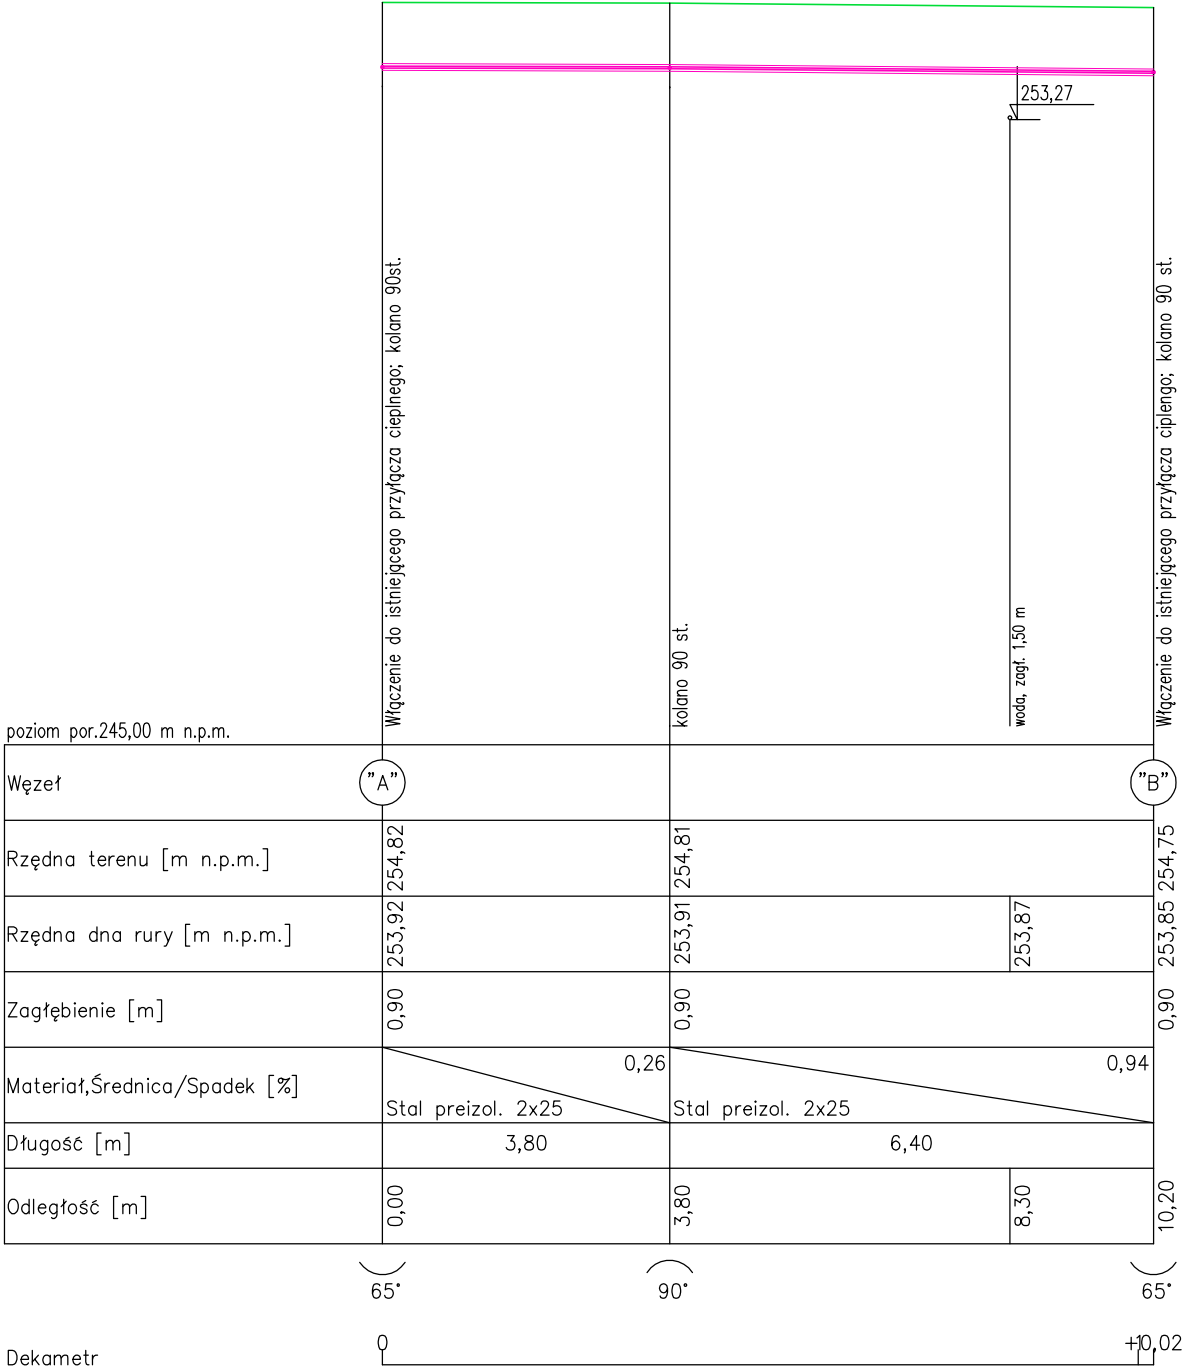 253,27
Włączenie do istniejącego przyłącza cieplnego; kolano 90st.
kolano 90 st.
woda, zagł. 1,50 m
Włączenie do istniejącego przyłącza ciplengo; kolano 90 st.
poziom por.245,00 m n.p.m.
Węzeł "A" "B"
Rzędna terenu [m n.p.m.] 254,82 254,81 254,75
Rzędna dna rury [m n.p.m.] 253,92 253,91 253,87 253,85
Zagłębienie [m] 0,90 0,90 0,90
0,26 0,94
Materiał,Średnica/Spadek [%]
Stal preizol. 2x25 Stal preizol. 2x25
Długość [m] 3,80 6,40
Odległość [m] 0,00 3,80 8,30 10,20
65° 90° 65°
0
Dekametr